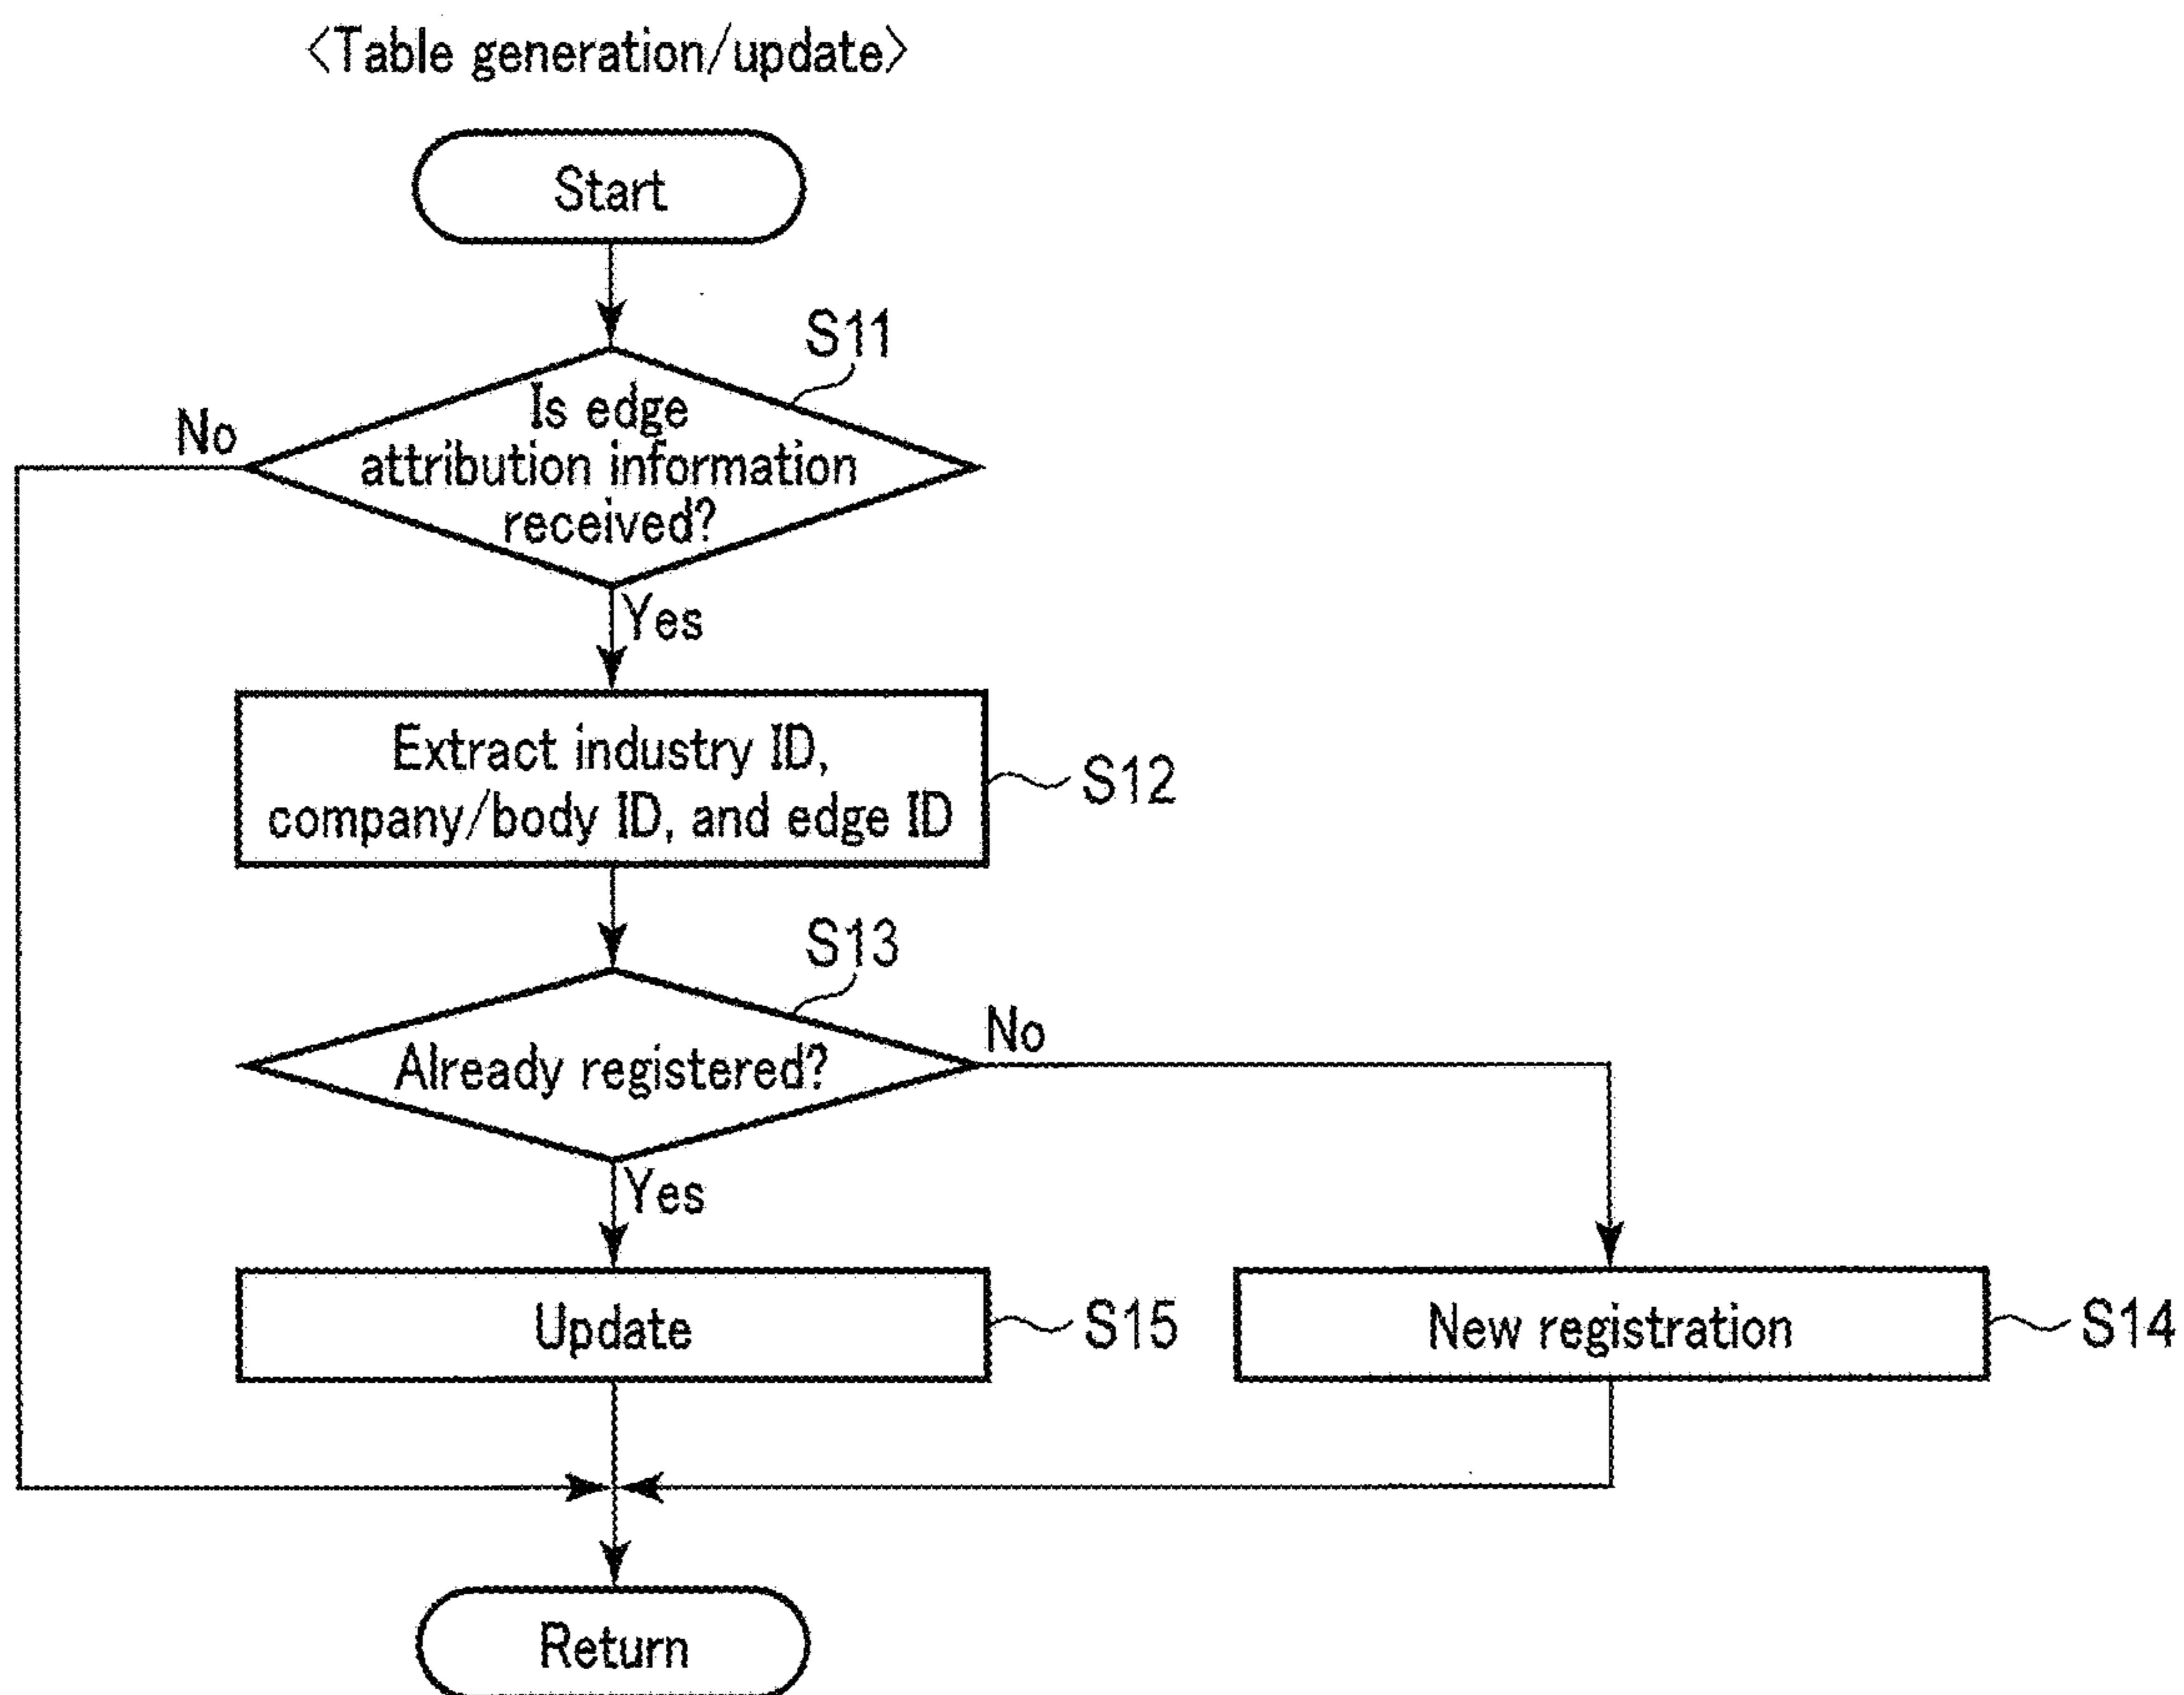 <Table generation/update>
Start
S11
Is edge
attribution information
received?
No
Yes
Extract industry ID,
company/body ID, and edge ID
S12
S13
Already registered?
No
Yes
Update
S15
New registration
S14
Return